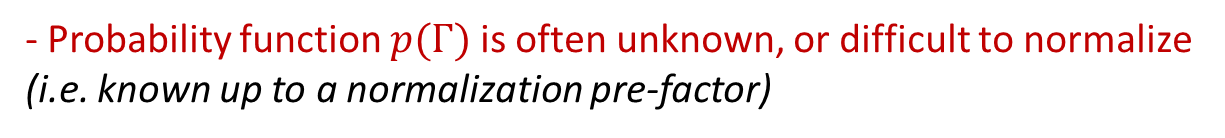 - Probability function 𝑝(Γ) is often unknown, or difficult to normalize
(i.e. known up to a normalization pre-factor)